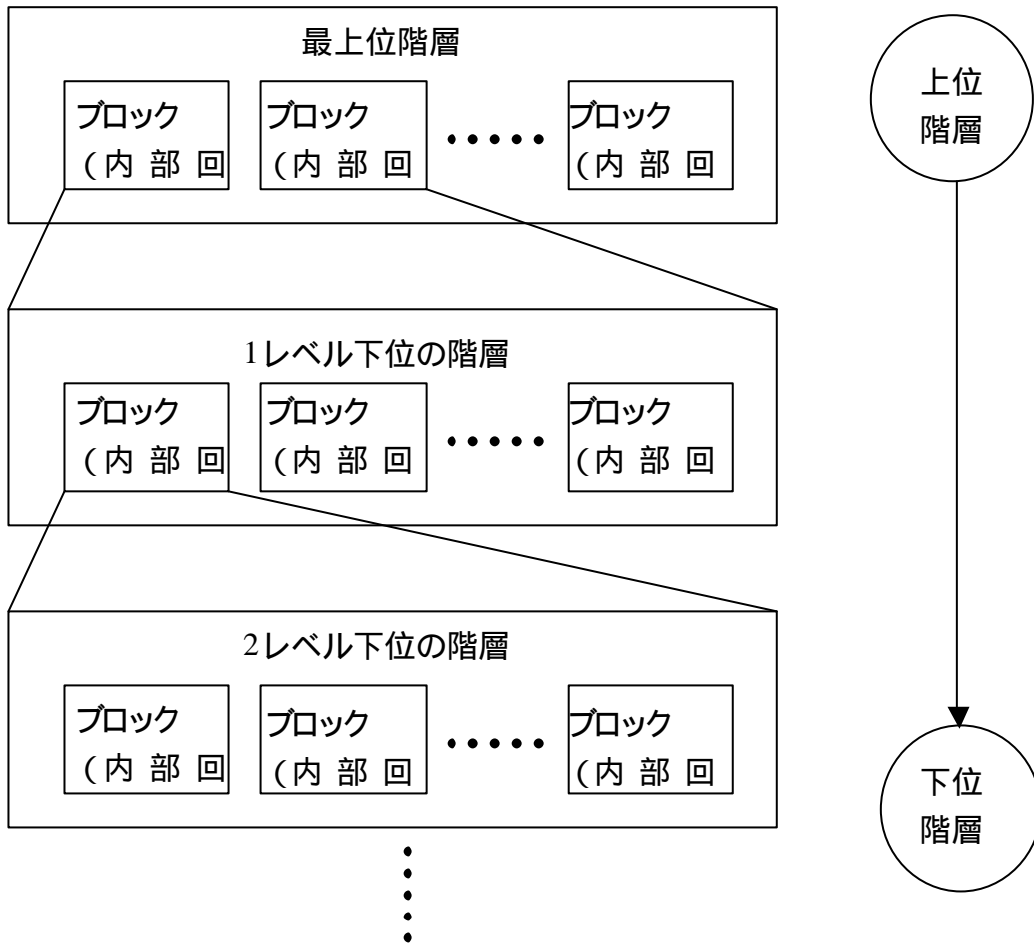 最上位階層
ブロック
(内 部 回
ブロック
(内 部 回
ブロック
(内 部 回
1レベル下位の階層
ブロック
(内 部 回
ブロック
(内 部 回
ブロック
(内 部 回
2レベル下位の階層
ブロック
(内 部 回
ブロック
(内 部 回
ブロック
(内 部 回
上位
階層
下位
階層